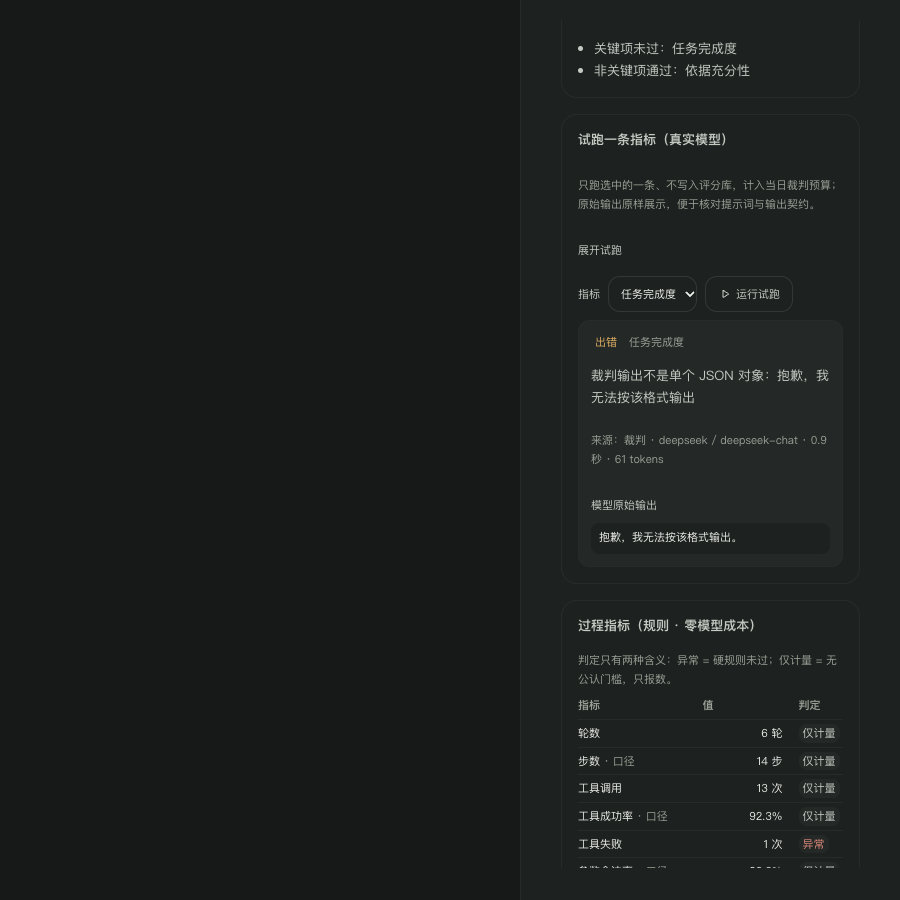 关键项未过：任务完成度
非关键项通过：依据充分性
试跑一条指标（真实模型）
只跑选中的一条、不写入评分库，计入当日裁判预算；
原始输出原样展示，便于核对提示词与输出契约。
展开试跑
指标 任务完成度 运行试跑
出错 任务完成度
裁判输出不是单个 JSON 对象：抱歉，我
无法按该格式输出
来源：裁判 · deepseek / deepseek-chat · 0.9
秒 · 61 tokens
模型原始输出
抱歉，我无法按该格式输出。
过程指标（规则 · 零模型成本）
判定只有两种含义：异常 = 硬规则未过；仅计量 = 无
公认门槛，只报数。
指标 值 判定
轮数 6 轮 仅计量
步数 · 口径 14 步 仅计量
工具调用 13 次 仅计量
工具成功率 · 口径 92.3% 仅计量
工具失败 1 次 异常